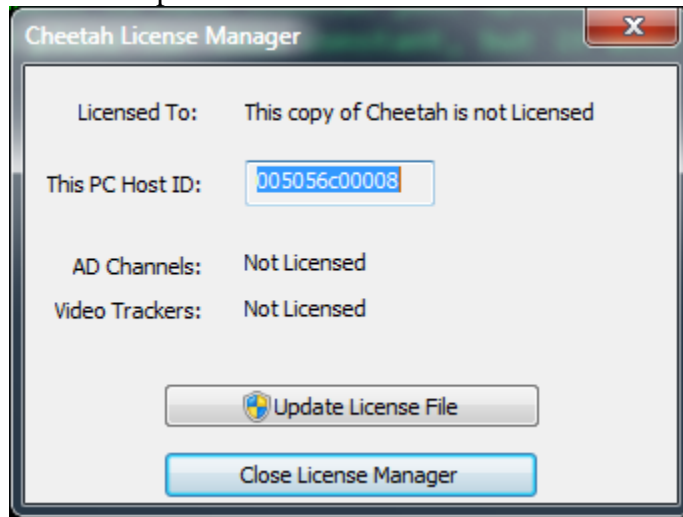 Cheetah License Manager
Licensed To: This copy of Cheetah is not Licensed
This PC Host ID: 005056c00008
AD Channels: Not Licensed
Video Trackers: Not Licensed
Update License File
Close License Manager